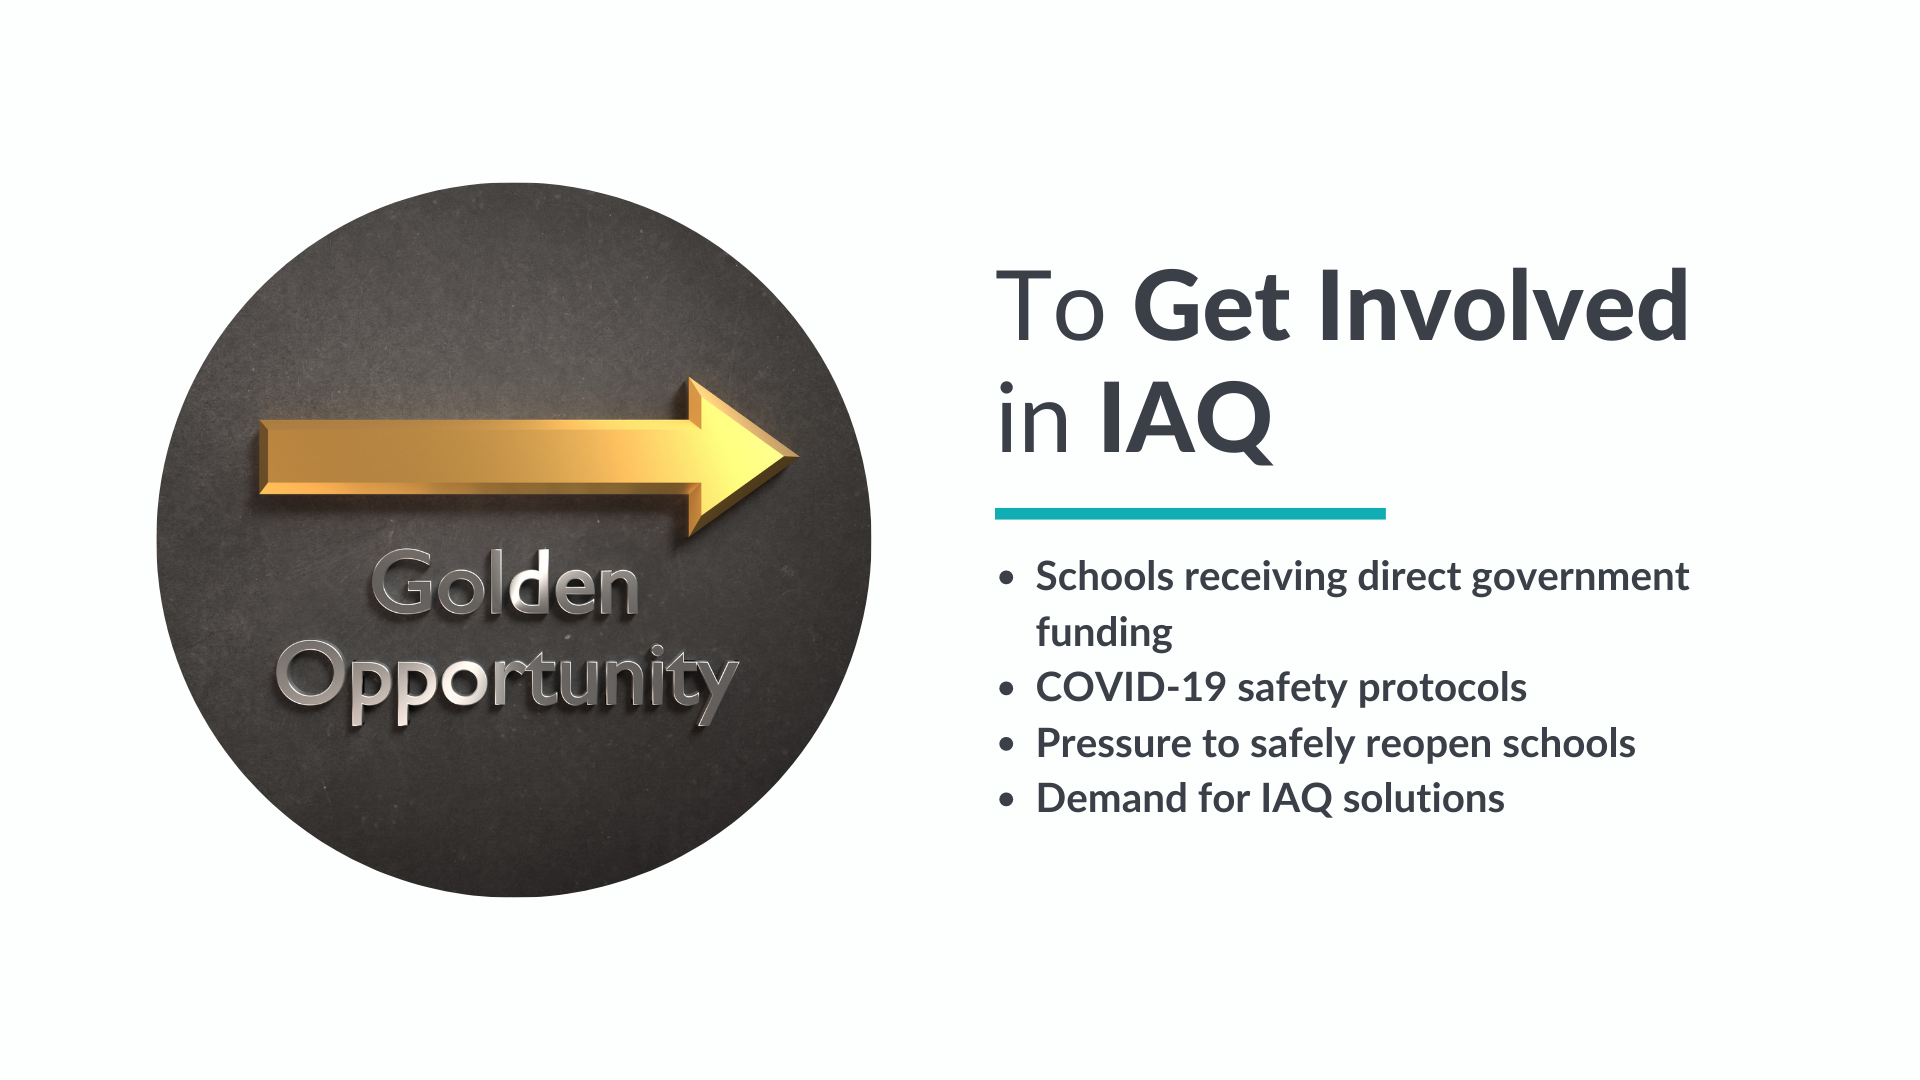 Golden
Opportunity
To Get Involved
in IAQ
• Schools receiving direct government
funding
• COVID-19 safety protocols
• Pressure to safely reopen schools
• Demand for IAQ solutions